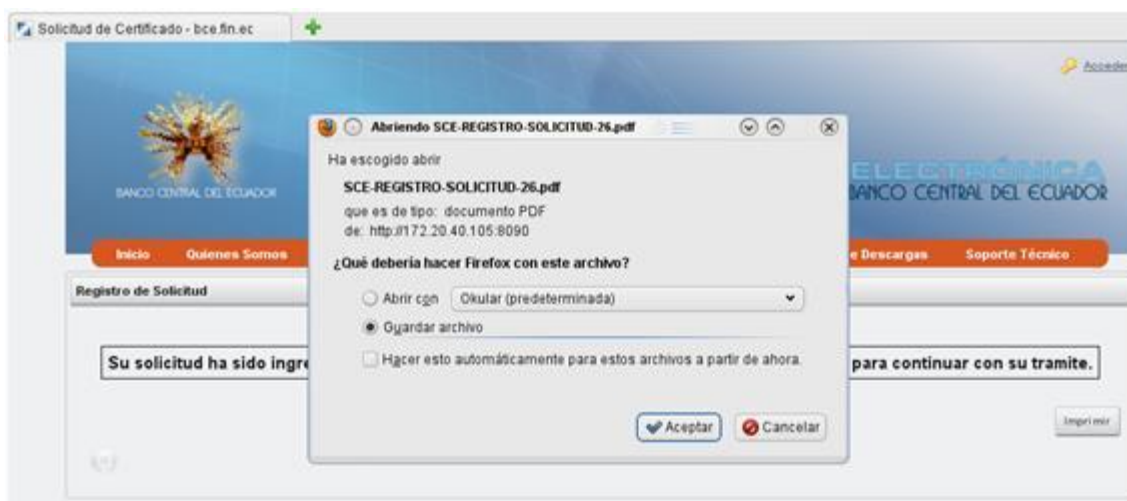 Solicitud de Certificado - bce.fin.ec
Acceder
BANCO CENTRAL DEL ECUADOR
ELECTRÓNICA
BANCO CENTRAL DEL ECUADOR
Inicio Quienes Somos e Descargas Soporte Técnico
Registro de Solicitud
Su solicitud ha sido ingre para continuar con su tramite.
Imprimir
Abriendo SCE-REGISTRO-SOLICITUD-26.pdf
Ha escogido abrir
SCE-REGISTRO-SOLICITUD-26.pdf
que es de tipo: documento PDF
de: http://172.20.40.105:8090
¿Qué debería hacer Firefox con este archivo?
Abrir con Okular (predeterminada)
Guardar archivo
Hacer esto automáticamente para estos archivos a partir de ahora.
Aceptar Cancelar